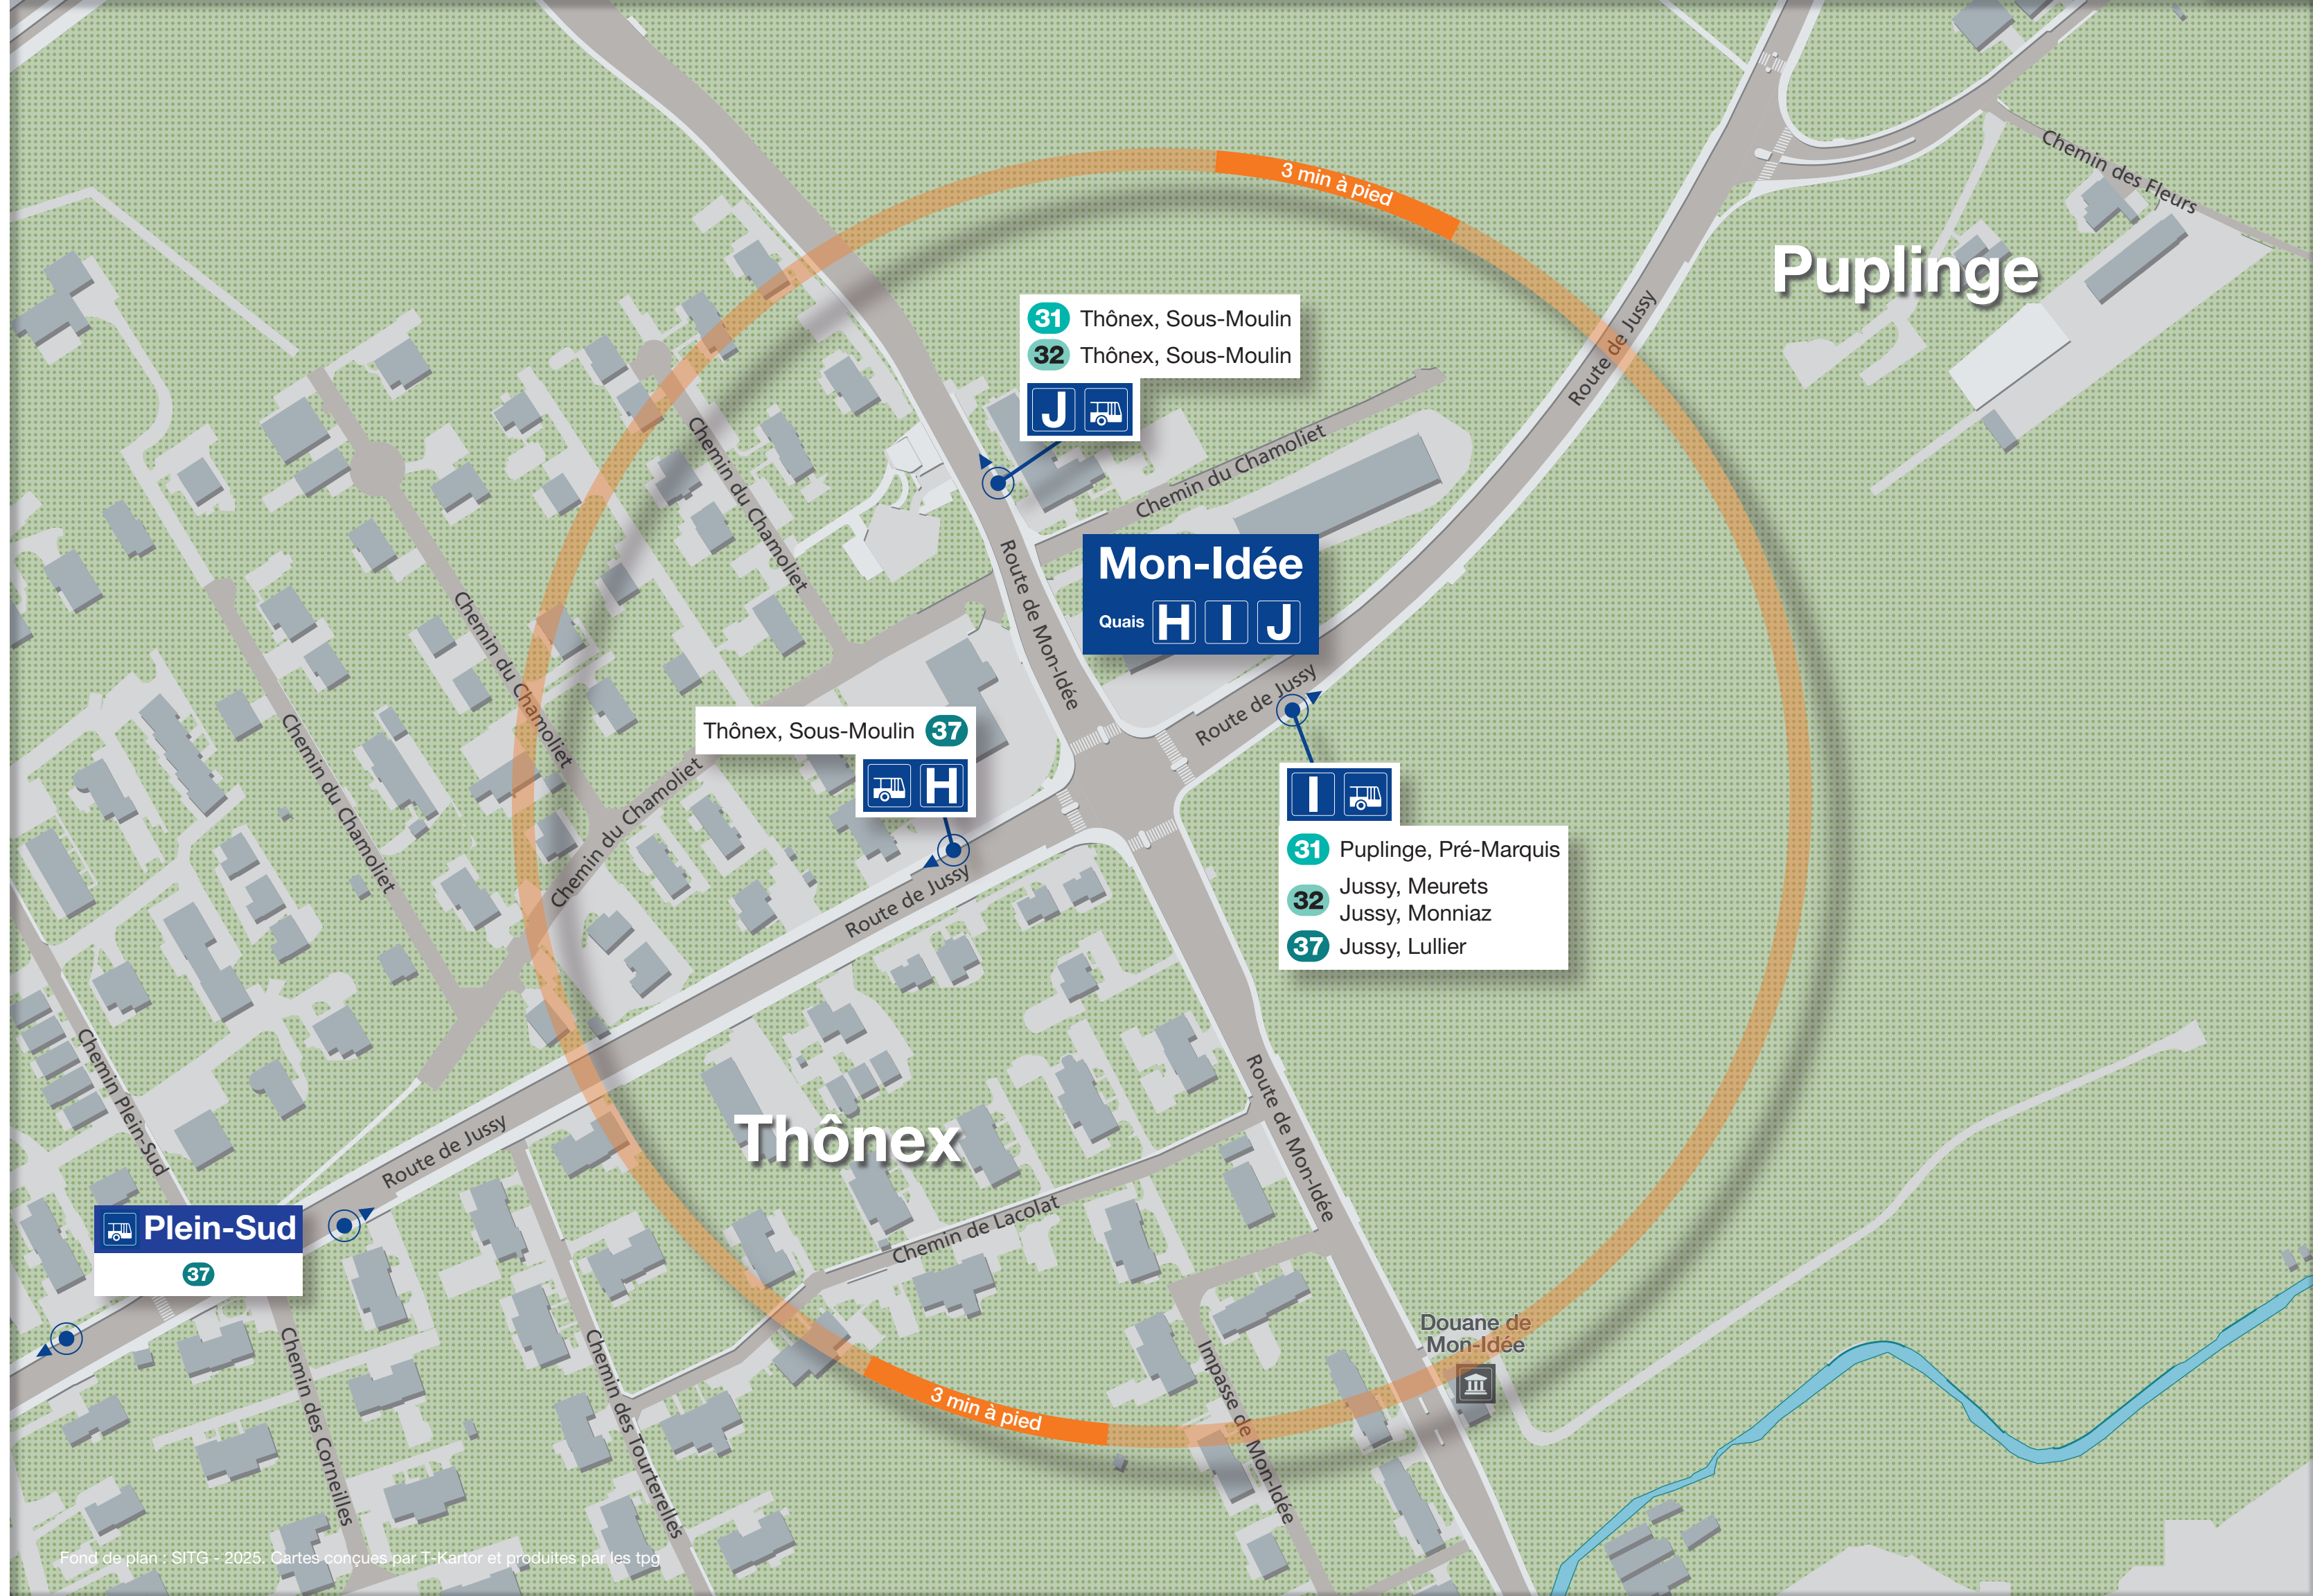 Chemin des Fleurs
3 min à pied
Puplinge
Route de Jussy
31 Thônex, Sous-Moulin
32 Thônex, Sous-Moulin
J
Chemin du Chamoliet
Chemin du Chamoliet
Route de Mon-Idée
Mon-Idée
Quais H I J
Chemin du Chamoliet
Route de Jussy
Thônex, Sous-Moulin 37
H
Chemin du Chamoliet
Chemin du Chamoliet
Route de Jussy
I
31 Puplinge, Pré-Marquis
32 Jussy, Meurets
Jussy, Monniaz
37 Jussy, Lullier
Chemin Plein-Sud
Route de Jussy
Thônex
Route de Mon-Idée
Chemin de Lacolat
Plein-Sud
37
Douane de
Mon-Idée
Chemin des Corneilles
Chemin des Tourterelles
3 min à pied
Impasse de Mon-Idée
Fond de plan : SITG - 2025. Cartes conçues par T-Kartor et produites par les tpg